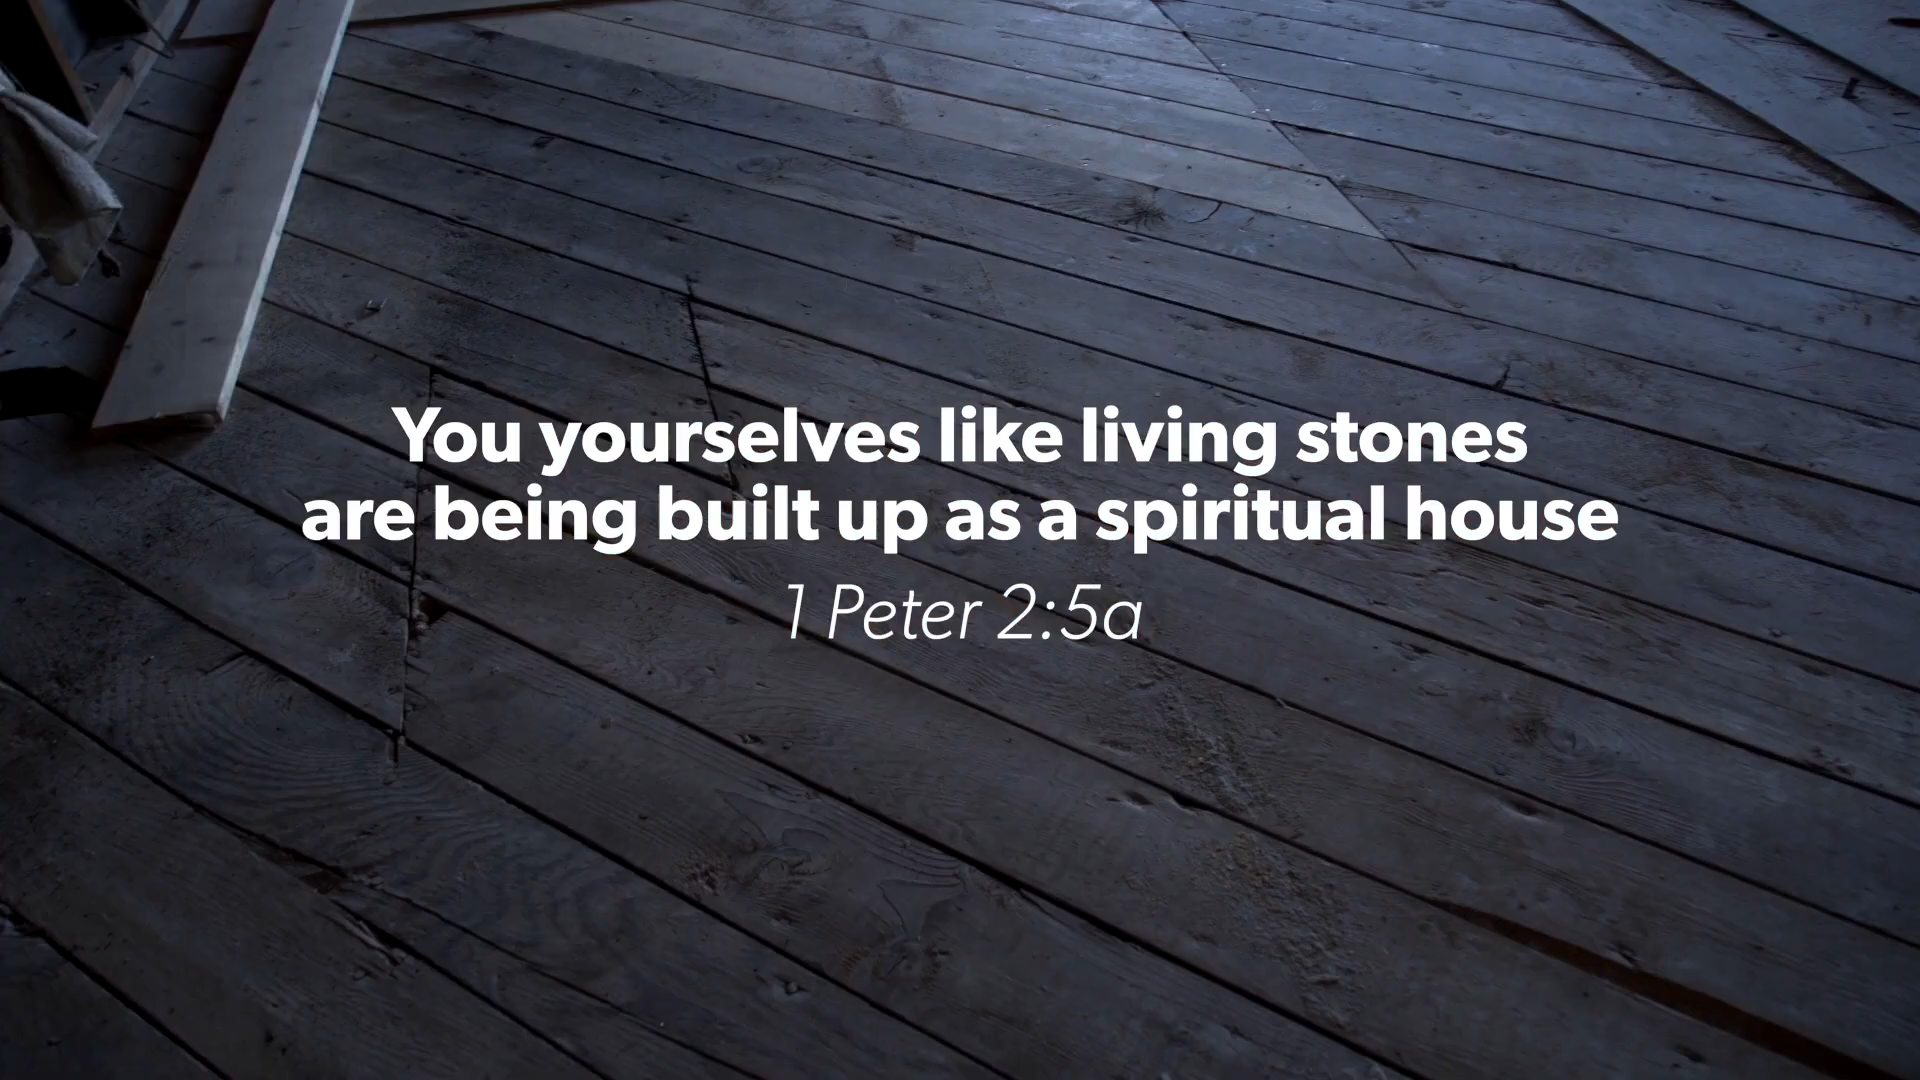 You yourselves like living stones
are being built up as a spiritual house
1 Peter 2:5a